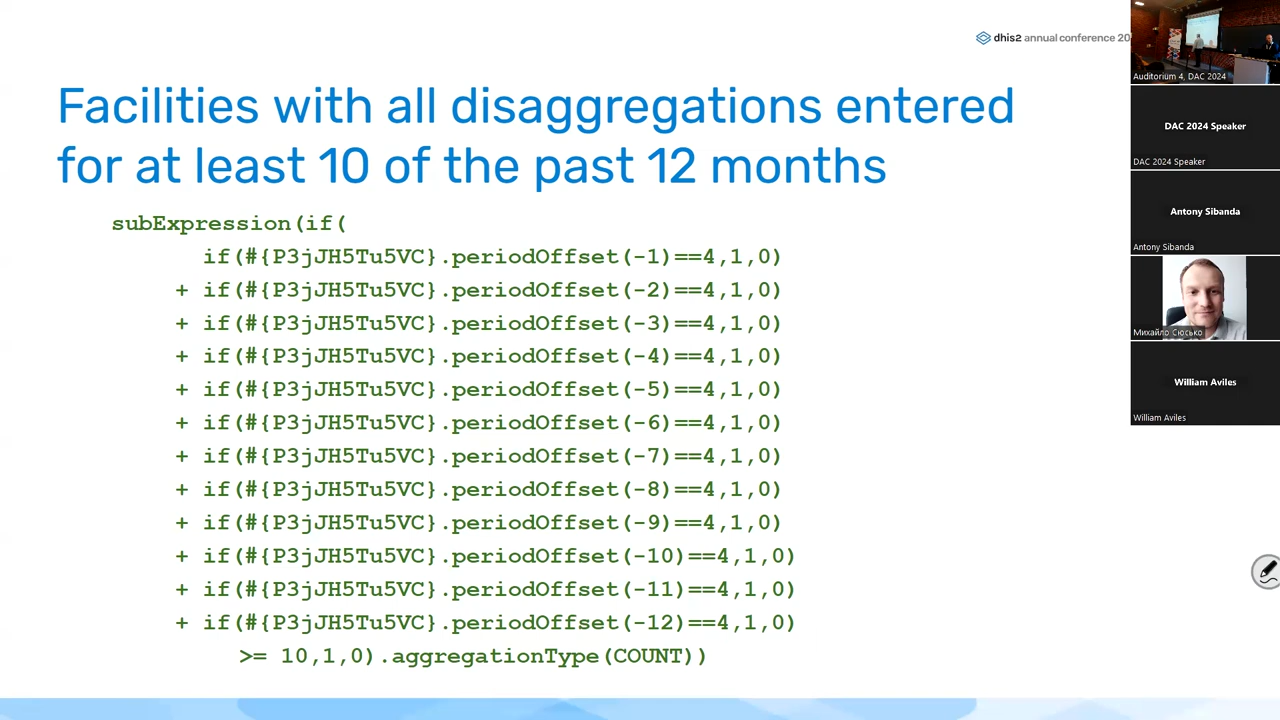 dhis2 annual conference 20
Facilities with all disaggregations entered
for at least 10 of the past 12 months
subExpression(if(
if(#{P3jJH5Tu5VC}.periodOffset(-1)==4,1,0)
+ if(#{P3jJH5Tu5VC}.periodOffset(-2)==4,1,0)
+ if(#{P3jJH5Tu5VC}.periodOffset(-3)==4,1,0)
+ if(#{P3jJH5Tu5VC}.periodOffset(-4)==4,1,0)
+ if(#{P3jJH5Tu5VC}.periodOffset(-5)==4,1,0)
+ if(#{P3jJH5Tu5VC}.periodOffset(-6)==4,1,0)
+ if(#{P3jJH5Tu5VC}.periodOffset(-7)==4,1,0)
+ if(#{P3jJH5Tu5VC}.periodOffset(-8)==4,1,0)
+ if(#{P3jJH5Tu5VC}.periodOffset(-9)==4,1,0)
+ if(#{P3jJH5Tu5VC}.periodOffset(-10)==4,1,0)
+ if(#{P3jJH5Tu5VC}.periodOffset(-11)==4,1,0)
+ if(#{P3jJH5Tu5VC}.periodOffset(-12)==4,1,0)
>= 10,1,0).aggregationType(COUNT))
Auditorium 4, DAC 2024
DAC 2024 Speaker
DAC 2024 Speaker
Antony Sibanda
Antony Sibanda
Михайло Сюсько
William Aviles
William Aviles